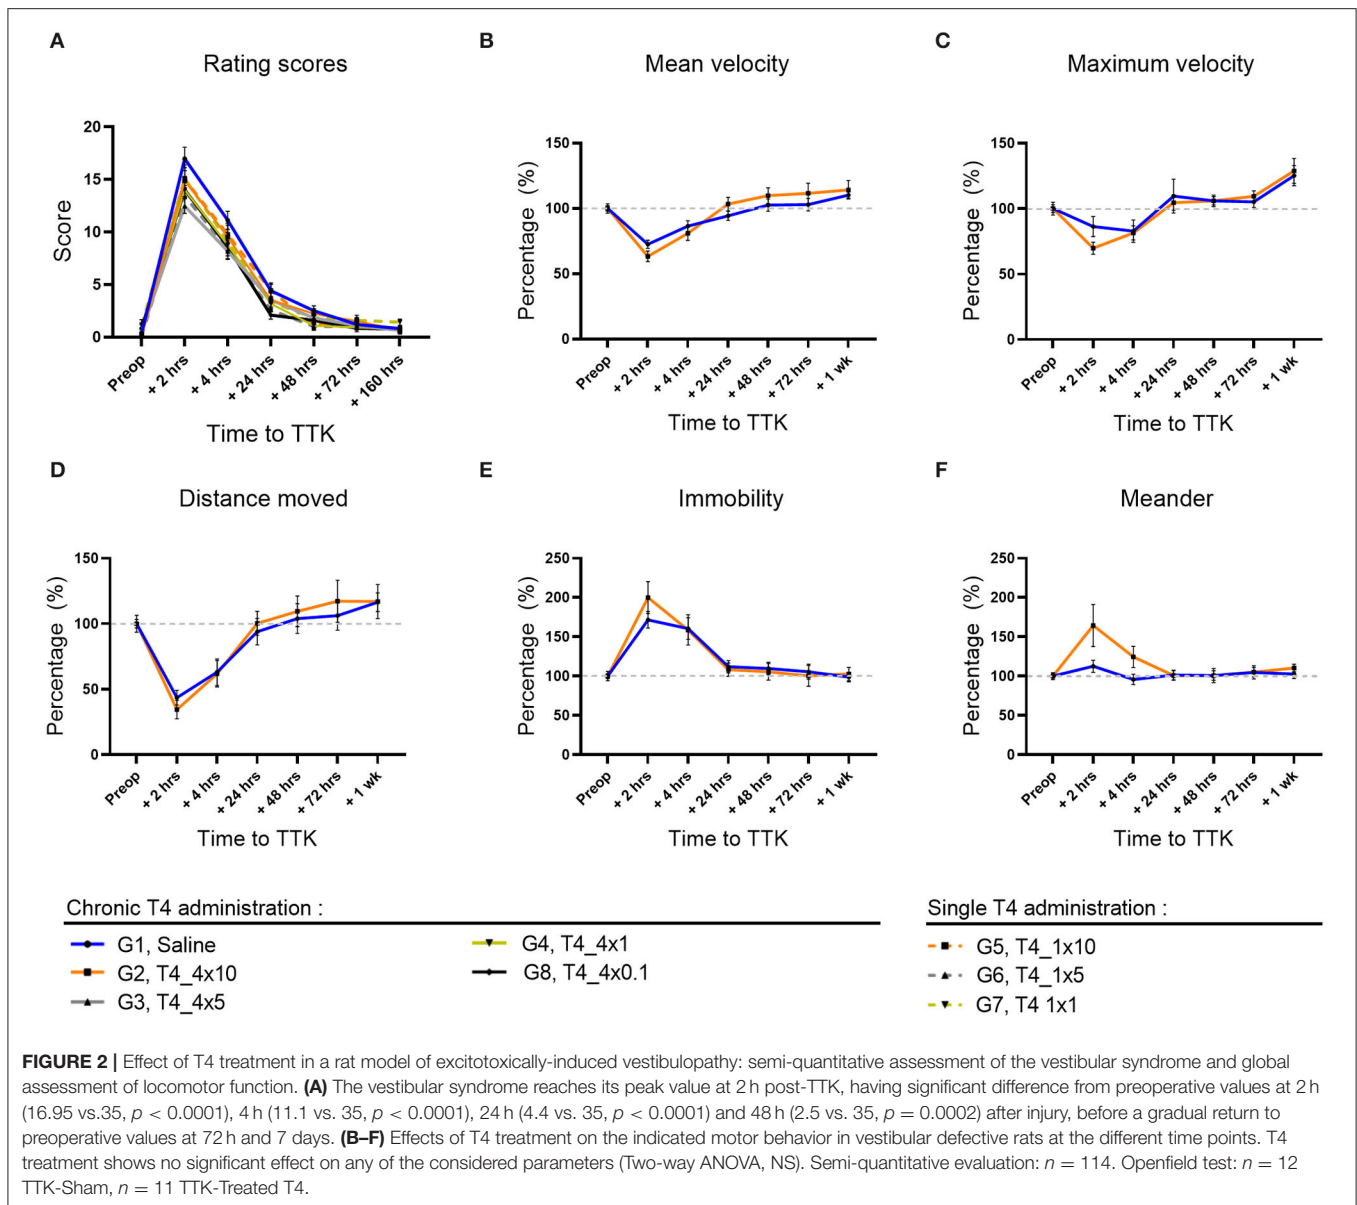 A
Rating scores
20
15
10
5
0
Score
Preop
+ 2 hrs
+ 4 hrs
+ 24 hrs
+ 48 hrs
+ 72 hrs
+ 160 hrs
Time to TTK
B
Mean velocity
150
100
50
0
Percentage (%)
Preop
+ 2 hrs
+ 4 hrs
+ 24 hrs
+ 48 hrs
+ 72 hrs
+ 1 wk
Time to TTK
C
Maximum velocity
150
100
50
0
Percentage (%)
Preop
+ 2 hrs
+ 4 hrs
+ 24 hrs
+ 48 hrs
+ 72 hrs
+ 1 wk
Time to TTK
D
Distance moved
150
100
50
0
Percentage (%)
Preop
+ 2 hrs
+ 4 hrs
+ 24 hrs
+ 48 hrs
+ 72 hrs
+ 1 wk
Time to TTK
E
Immobility
250
200
150
100
50
0
Percentage (%)
Preop
+ 2 hrs
+ 4 hrs
+ 24 hrs
+ 48 hrs
+ 72 hrs
+ 1 wk
Time to TTK
F
Meander
250
200
150
100
50
0
Percentage (%)
Preop
+ 2 hrs
+ 4 hrs
+ 24 hrs
+ 48 hrs
+ 72 hrs
+ 1 wk
Time to TTK
Chronic T4 administration :
G1, Saline
G2, T4_4x10
G3, T4_4x5
G4, T4_4x1
G8, T4_4x0.1
Single T4 administration :
G5, T4_1x10
G6, T4_1x5
G7, T4 1x1
FIGURE 2 | Effect of T4 treatment in a rat model of excitotoxically-induced vestibulopathy: semi-quantitative assessment of the vestibular syndrome and global
assessment of locomotor function. (A) The vestibular syndrome reaches its peak value at 2 h post-TTK, having significant difference from preoperative values at 2 h
(16.95 vs.35, p < 0.0001), 4 h (11.1 vs. 35, p < 0.0001), 24 h (4.4 vs. 35, p < 0.0001) and 48 h (2.5 vs. 35, p = 0.0002) after injury, before a gradual return to
preoperative values at 72 h and 7 days. (B–F) Effects of T4 treatment on the indicated motor behavior in vestibular defective rats at the different time points. T4
treatment shows no significant effect on any of the considered parameters (Two-way ANOVA, NS). Semi-quantitative evaluation: n = 114. Openfield test: n = 12
TTK-Sham, n = 11 TTK-Treated T4.